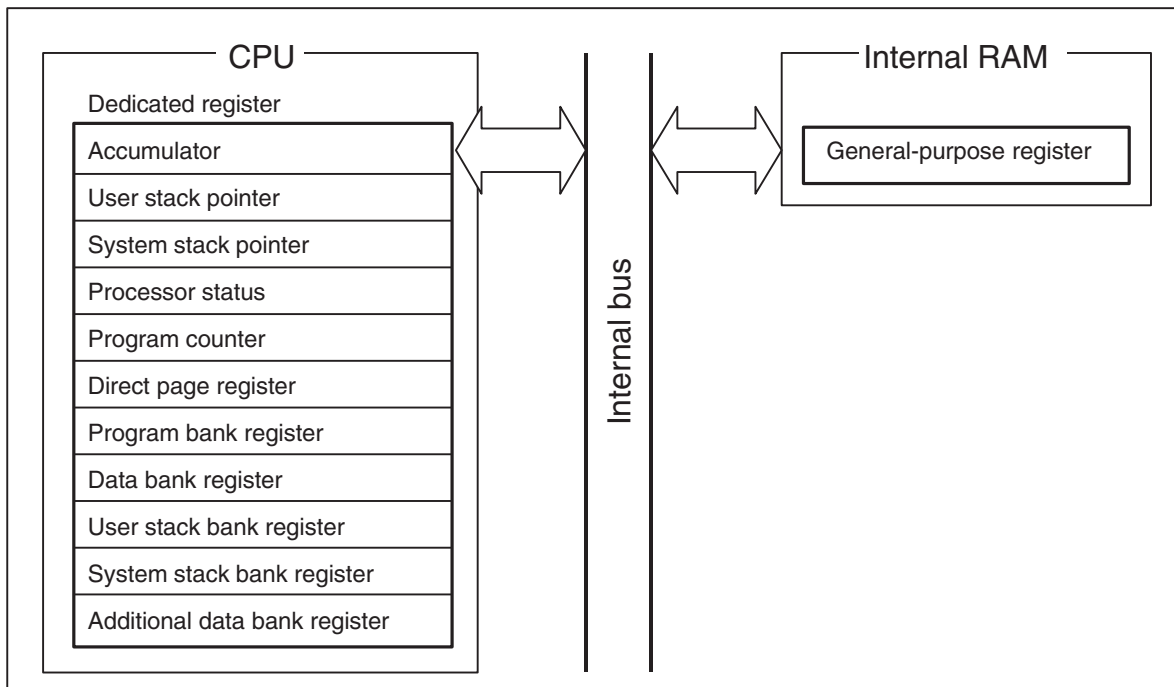 CPU
Dedicated register
Accumulator
User stack pointer
System stack pointer
Processor status
Program counter
Direct page register
Program bank register
Data bank register
User stack bank register
System stack bank register
Additional data bank register
Internal bus
Internal RAM
General-purpose register